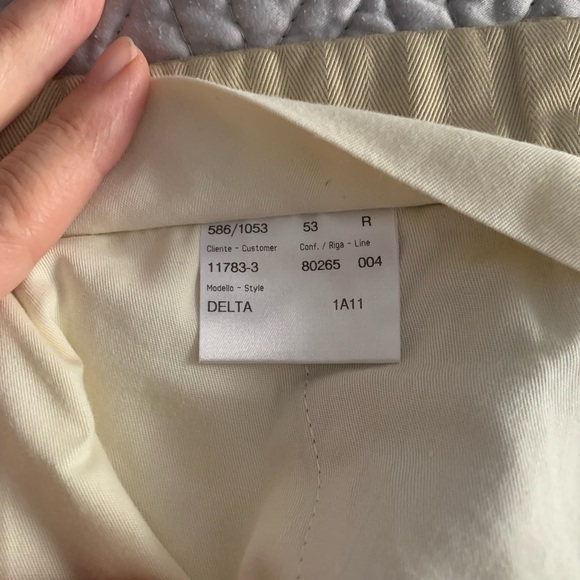 586/1053 53 R
Cliente - Customer Conf. / Riga - Line
11783-3 80265 004
Modello - Style
DELTA 1A11